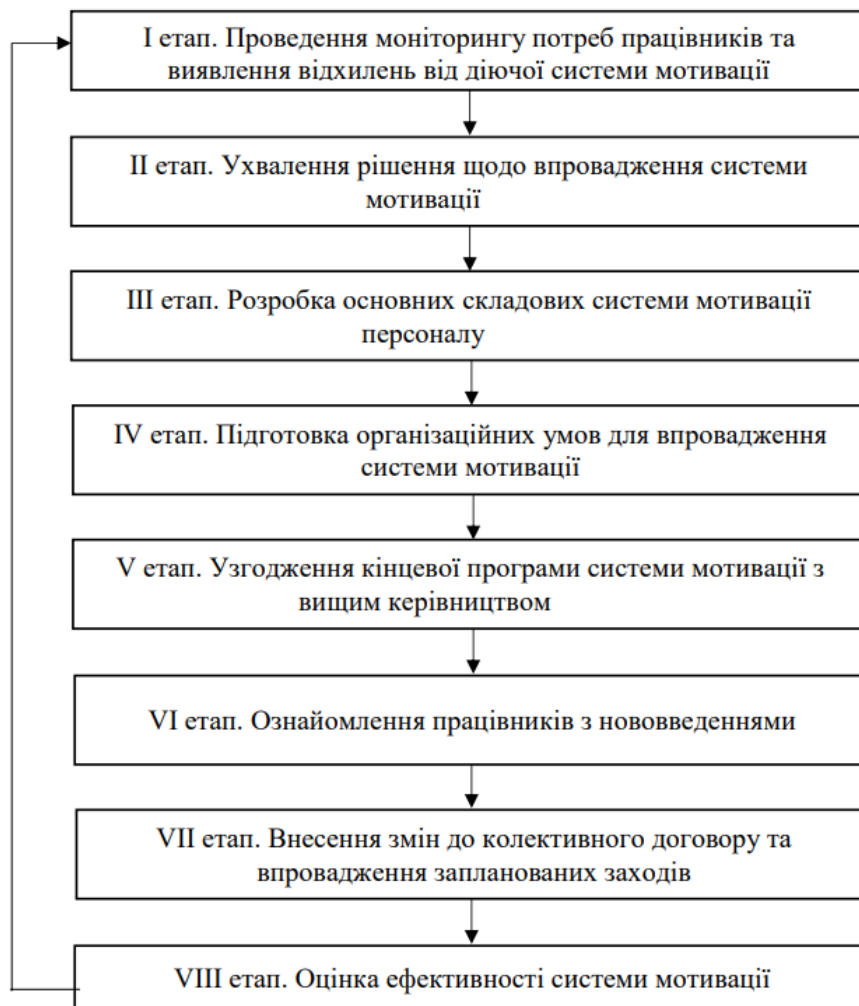 I етап. Проведення моніторингу потреб працівників та
виявлення відхилень від діючої системи мотивації
II етап. Ухвалення рішення щодо впровадження системи
мотивації
III етап. Розробка основних складових системи мотивації
персоналу
IV етап. Підготовка організаційних умов для впровадження
системи мотивації
V етап. Узгодження кінцевої програми системи мотивації з
вищим керівництвом
VI етап. Ознайомлення працівників з нововведеннями
VII етап. Внесення змін до колективного договору та
впровадження запланованих заходів
VIII етап. Оцінка ефективності системи мотивації